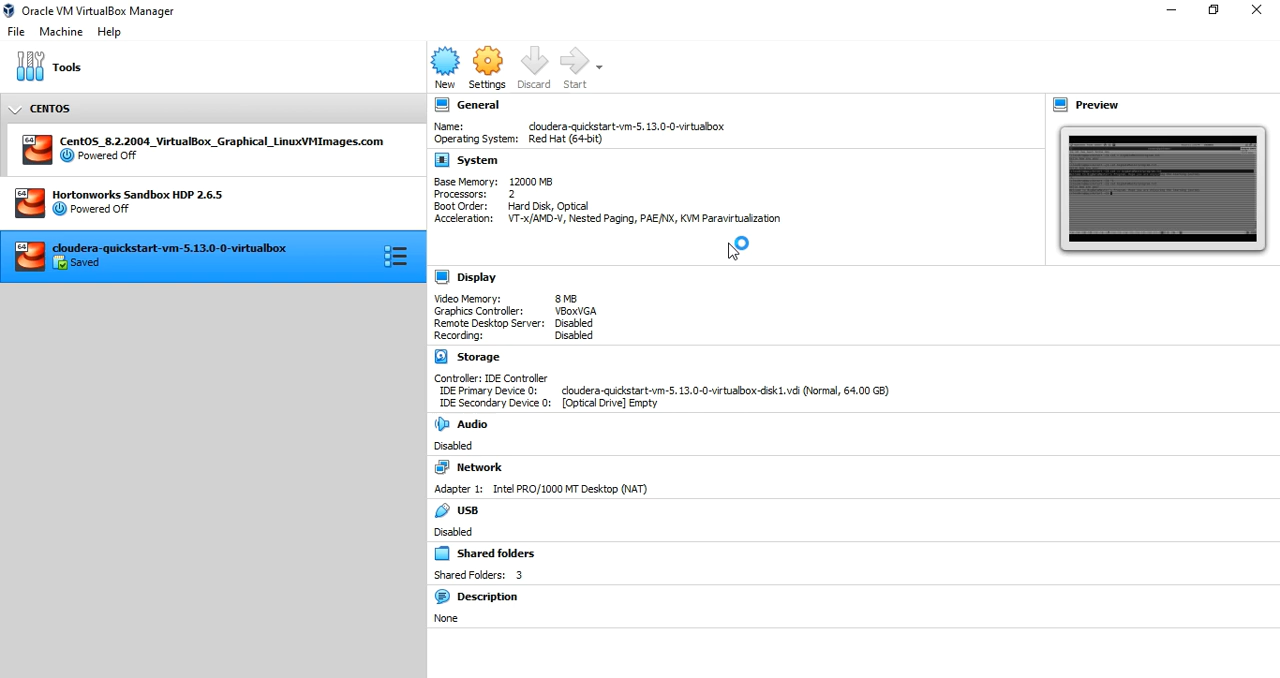 Oracle VM VirtualBox Manager
File Machine Help
Tools
New Settings Discard Start
CENTOS
64 CentOS_8.2.2004_VirtualBox_Graphical_LinuxVMImages.com
Powered Off
64 Hortonworks Sandbox HDP 2.6.5
Powered Off
64 cloudera-quickstart-vm-5.13.0-0-virtualbox
Saved
General
Name: cloudera-quickstart-vm-5.13.0-0-virtualbox
Operating System: Red Hat (64-bit)
System
Base Memory: 12000 MB
Processors: 2
Boot Order: Hard Disk, Optical
Acceleration: VT-x/AMD-V, Nested Paging, PAE/NX, KVM Paravirtualization
Preview
Display
Video Memory: 8 MB
Graphics Controller: VBoxVGA
Remote Desktop Server: Disabled
Recording: Disabled
Storage
Controller: IDE Controller
IDE Primary Device 0: cloudera-quickstart-vm-5.13.0-0-virtualbox-disk1.vdi (Normal, 64.00 GB)
IDE Secondary Device 0: [Optical Drive] Empty
Audio
Disabled
Network
Adapter 1: Intel PRO/1000 MT Desktop (NAT)
USB
Disabled
Shared folders
Shared Folders: 3
Description
None